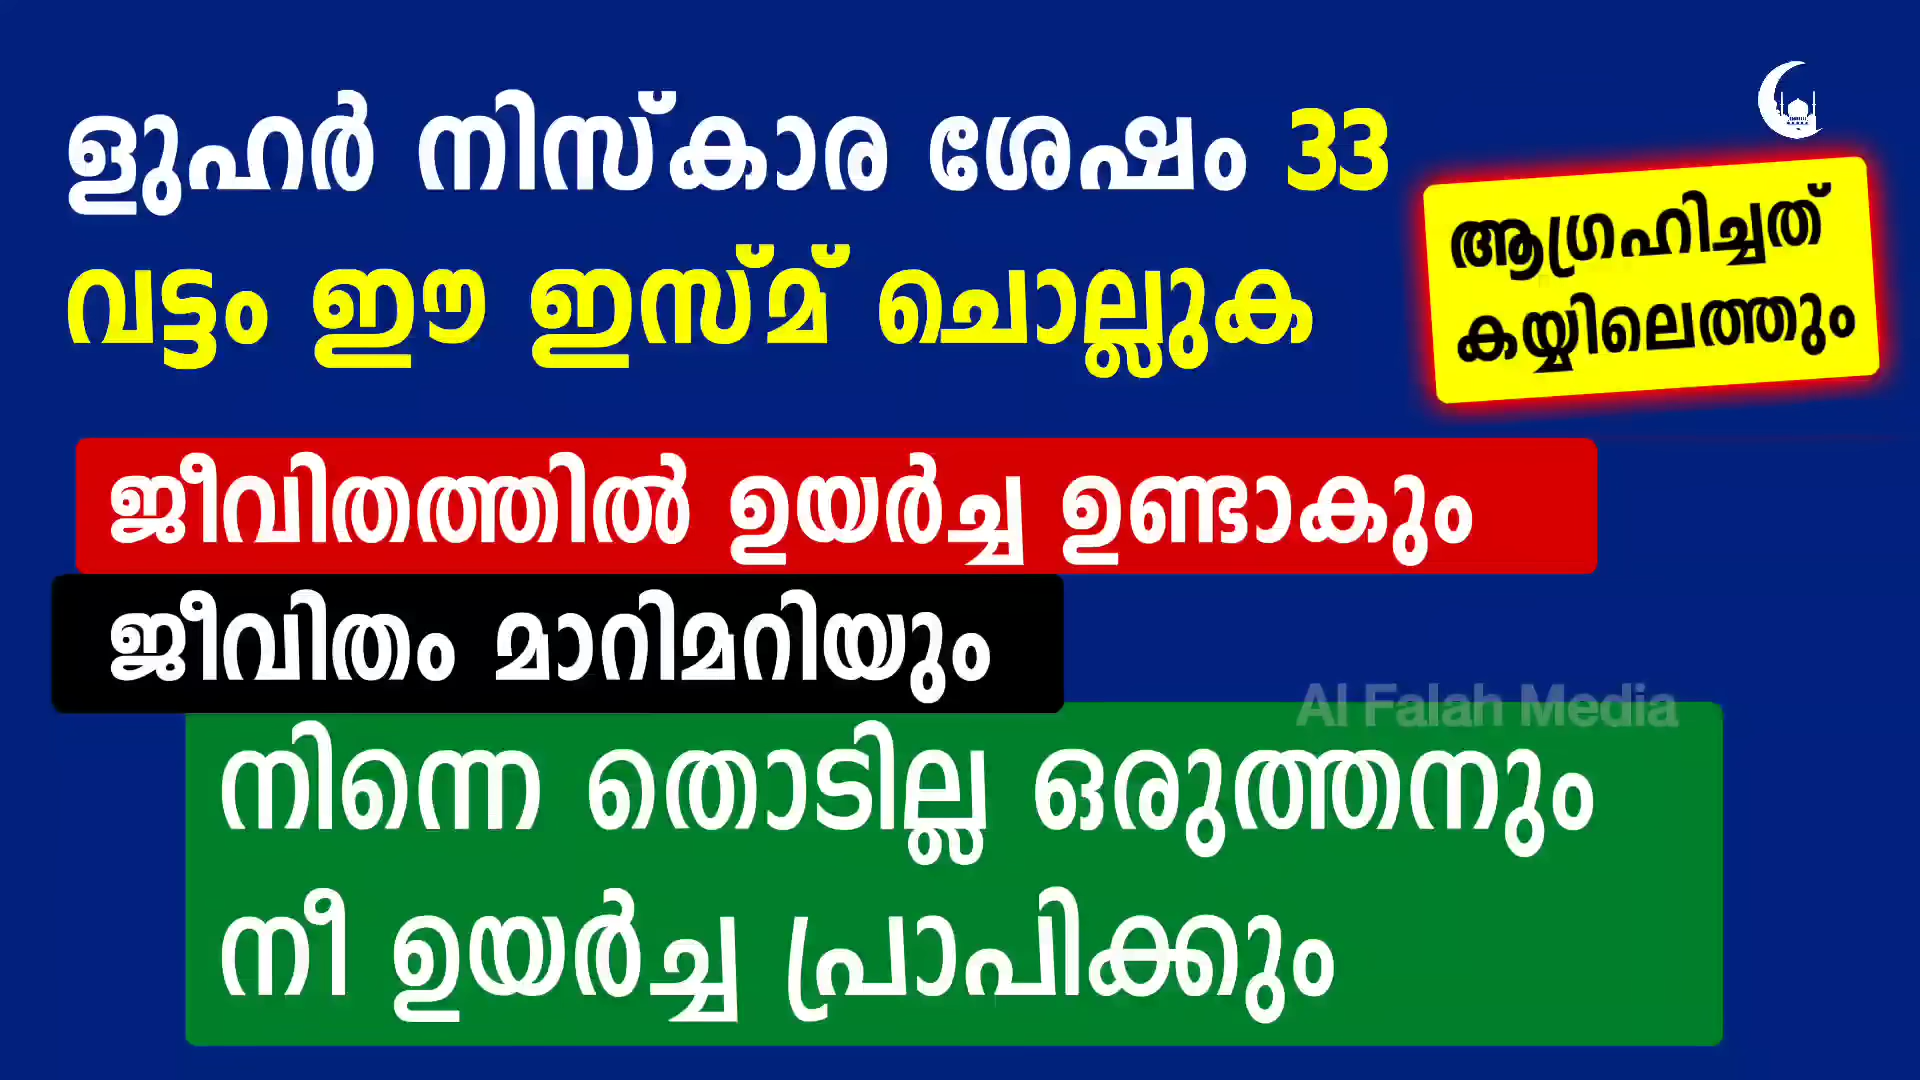 ളുഹർ നിസ്കാര ശേഷം 33
വട്ടം ഈ ഇസ്മ് ചൊല്ലുക
ആഗ്രഹിച്ചത്
കയ്യിലെത്തും
ജീവിതത്തിൽ ഉയർച്ച ഉണ്ടാകും
ജീവിതം മാറിമറിയും
Al Falah Media
നിന്നെ തൊടില്ല ഒരുത്തനും
നീ ഉയർച്ച പ്രാപിക്കും